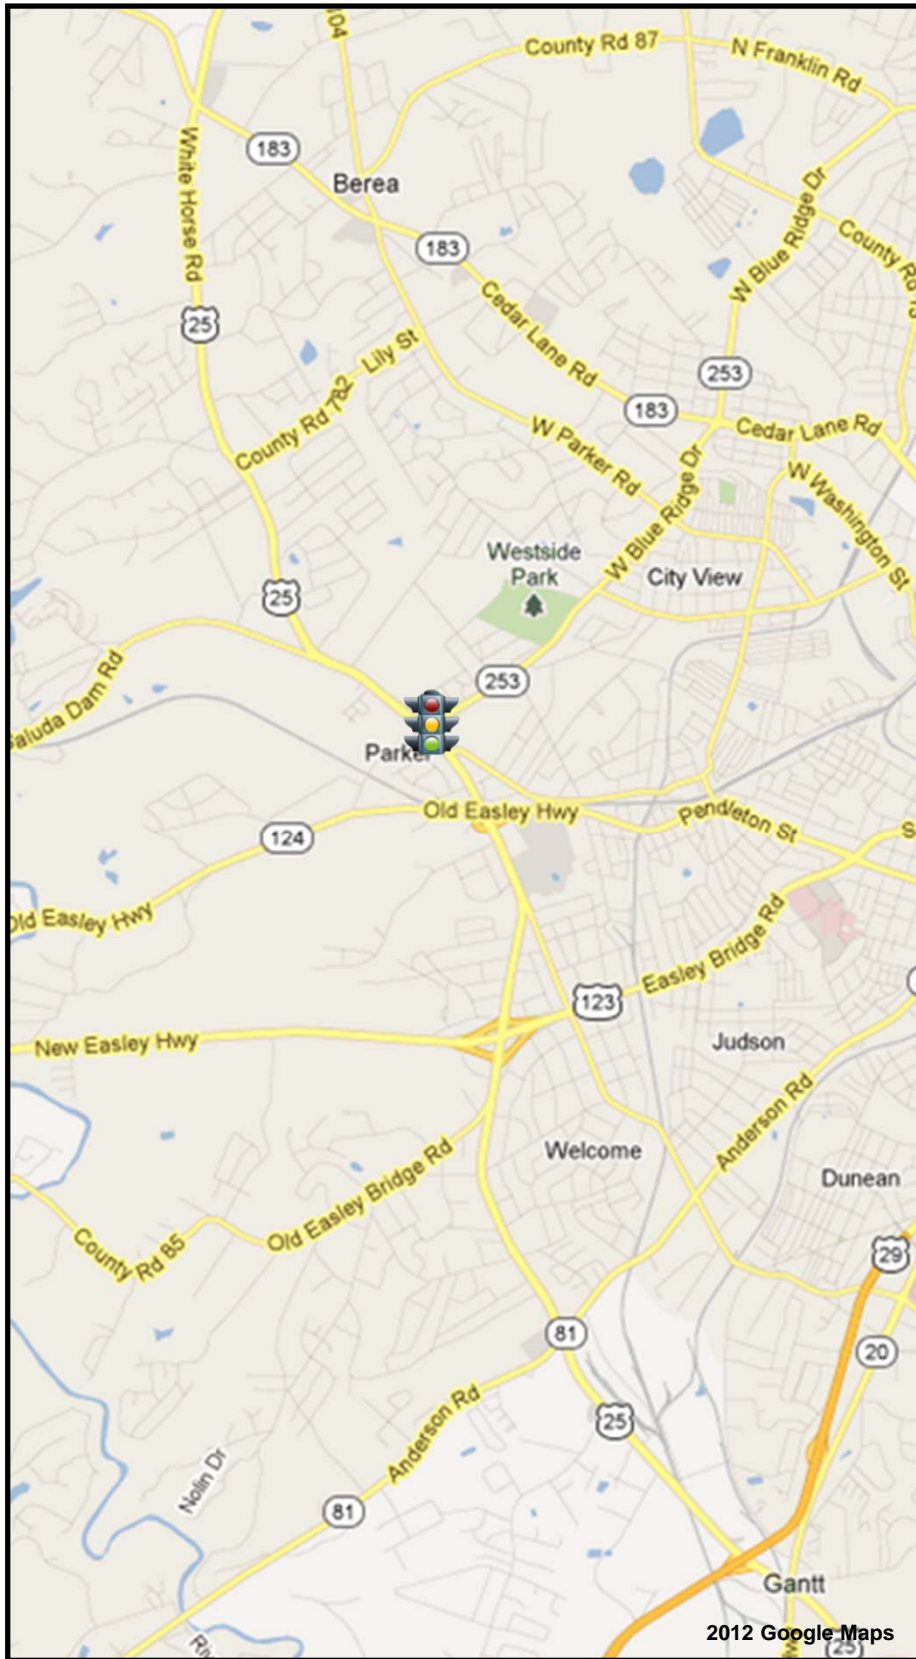 104
County Rd 87
N Franklin Rd
White Horse Rd
183
Berea
183
W Blue Ridge Dr
County Rd
25
Cedar Lane Rd
Lily St
County Rd 782
253
183
Cedar Lane Rd
W Parker Rd
W Blue Ridge Dr
W Washington St
Westside
Park
City View
25
253
aluda Dam Rd
Parker
Old Easley Hwy
Pendleton St
124
S
Old Easley Hwy
Easley Bridge Rd
123
New Easley Hwy
Judson
Anderson Rd
Welcome
Dunean
Old Easley Bridge Rd
County Rd 85
29
81
20
Anderson Rd
25
Nolin Dr
81
Gantt
2012 Google Maps
25